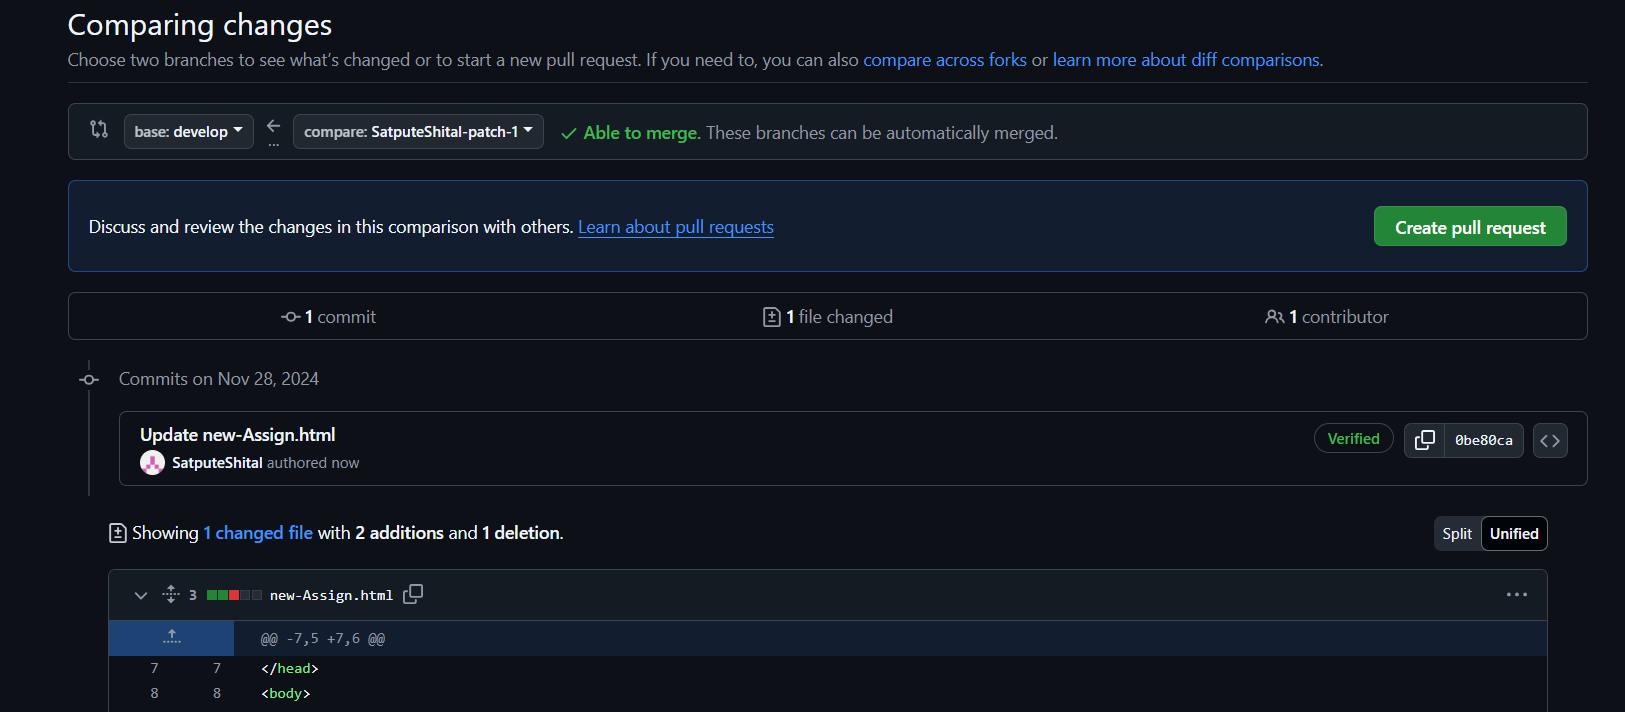 Comparing changes
Choose two branches to see what’s changed or to start a new pull request. If you need to, you can also compare across forks or learn more about diff comparisons.
base: develop ← ... compare: SatputeShital-patch-1 ✓ Able to merge. These branches can be automatically merged.
Discuss and review the changes in this comparison with others. Learn about pull requests Create pull request
1 commit 1 file changed 1 contributor
Commits on Nov 28, 2024
Update new-Assign.html
SatputeShital authored now
Verified 0be80ca <>
Showing 1 changed file with 2 additions and 1 deletion.
Split Unified
3 new-Assign.html ...
@@ -7,5 +7,6 @@
7 7 </head>
8 8 <body>